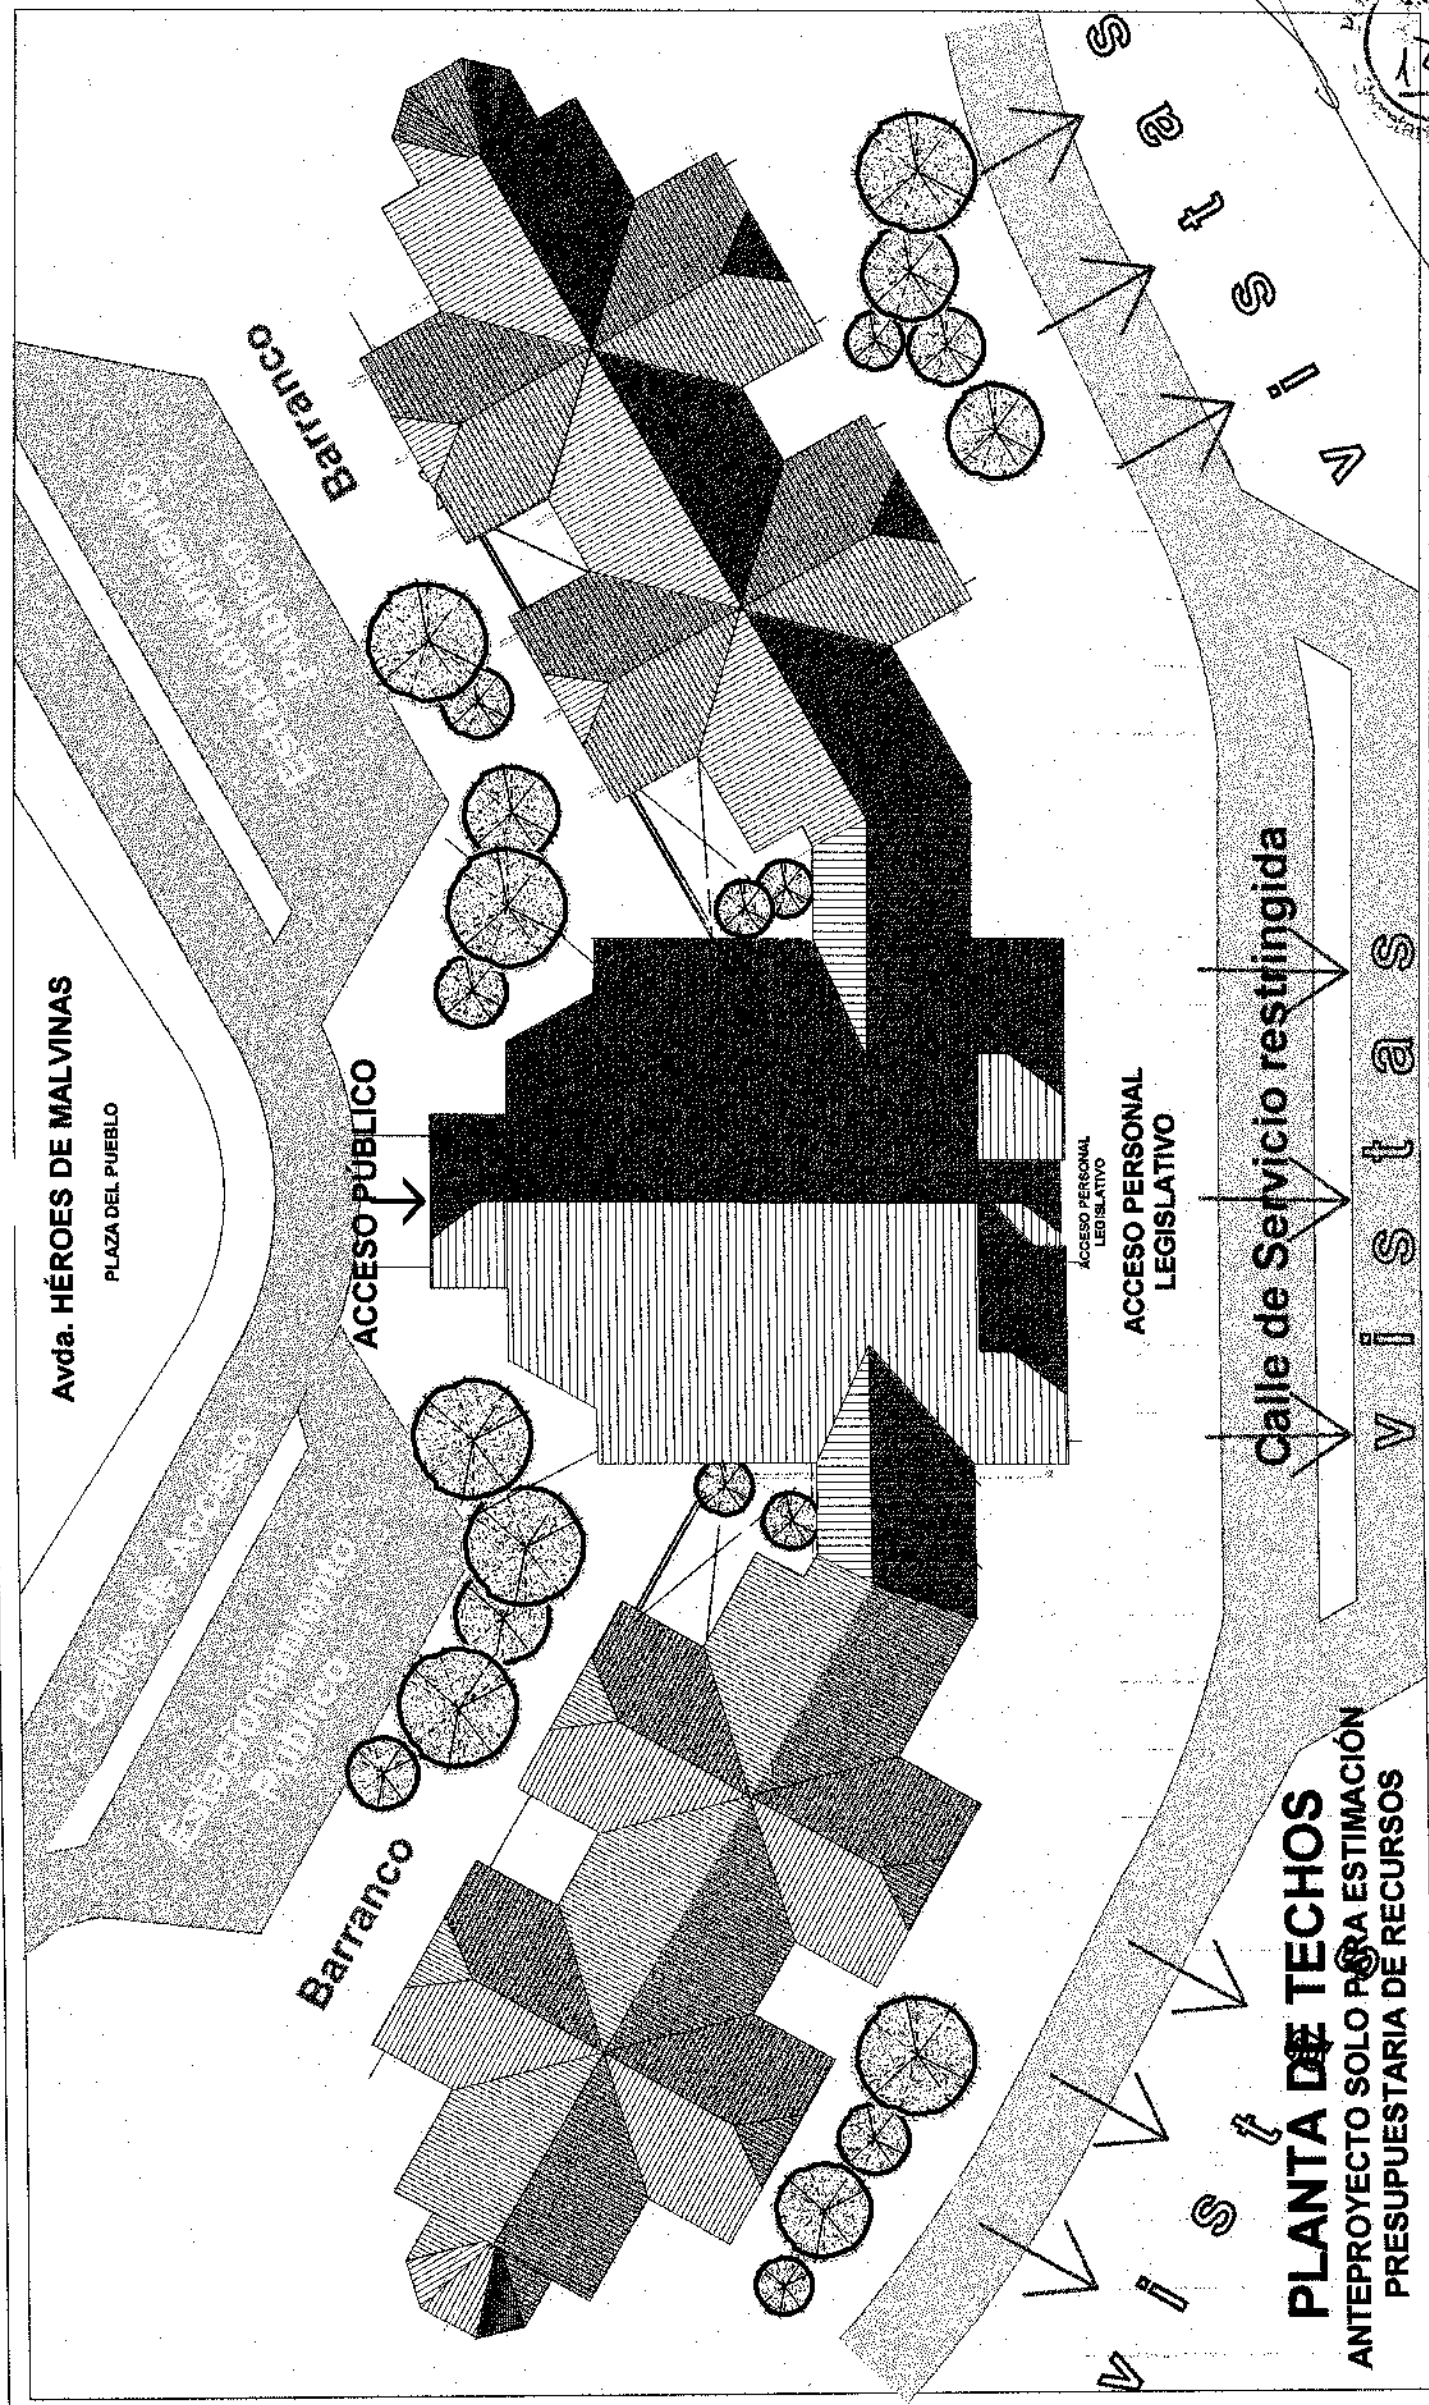 Avda. HÉROES DE MALVINAS
PLAZA DEL PUEBLO
Calle de Acceso
Estacionamiento
Público
Estacionamiento
Público
Barranco
Barranco
ACCESO PÚBLICO
ACCESO PERSONAL
LEGISLATIVO
ACCESO PERSONAL
LEGISLATIVO
Calle de Servicio restringida
vistas
vistas
vist
PLANTA DE TECHOS
ANTEPROYECTO SOLO PARA ESTIMACIÓN
PRESUPUESTARIA DE RECURSOS